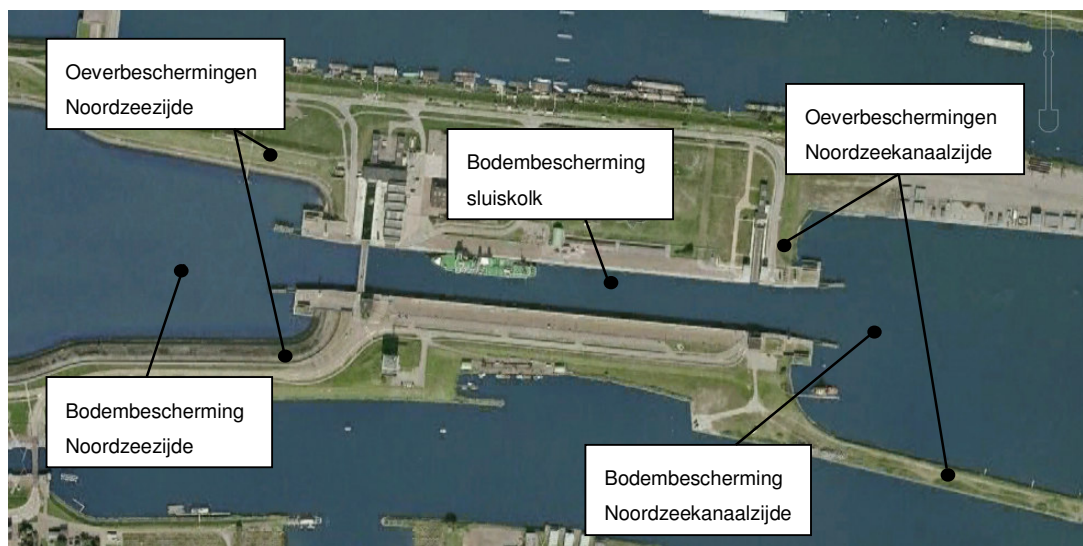 Oeverbeschermingen
Noordzeezijde
Oeverbeschermingen
Noordzeekanaalzijde
Bodembescherming
sluiskolk
Bodembescherming
Noordzeezijde
Bodembescherming
Noordzeekanaalzijde